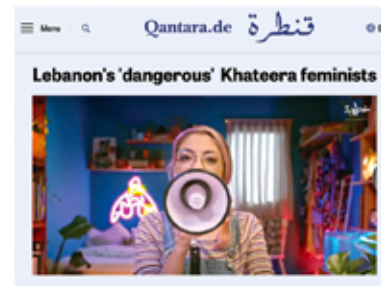 Menu
Qantara.de قنطرة
Lebanon's 'dangerous' Khateera feminists